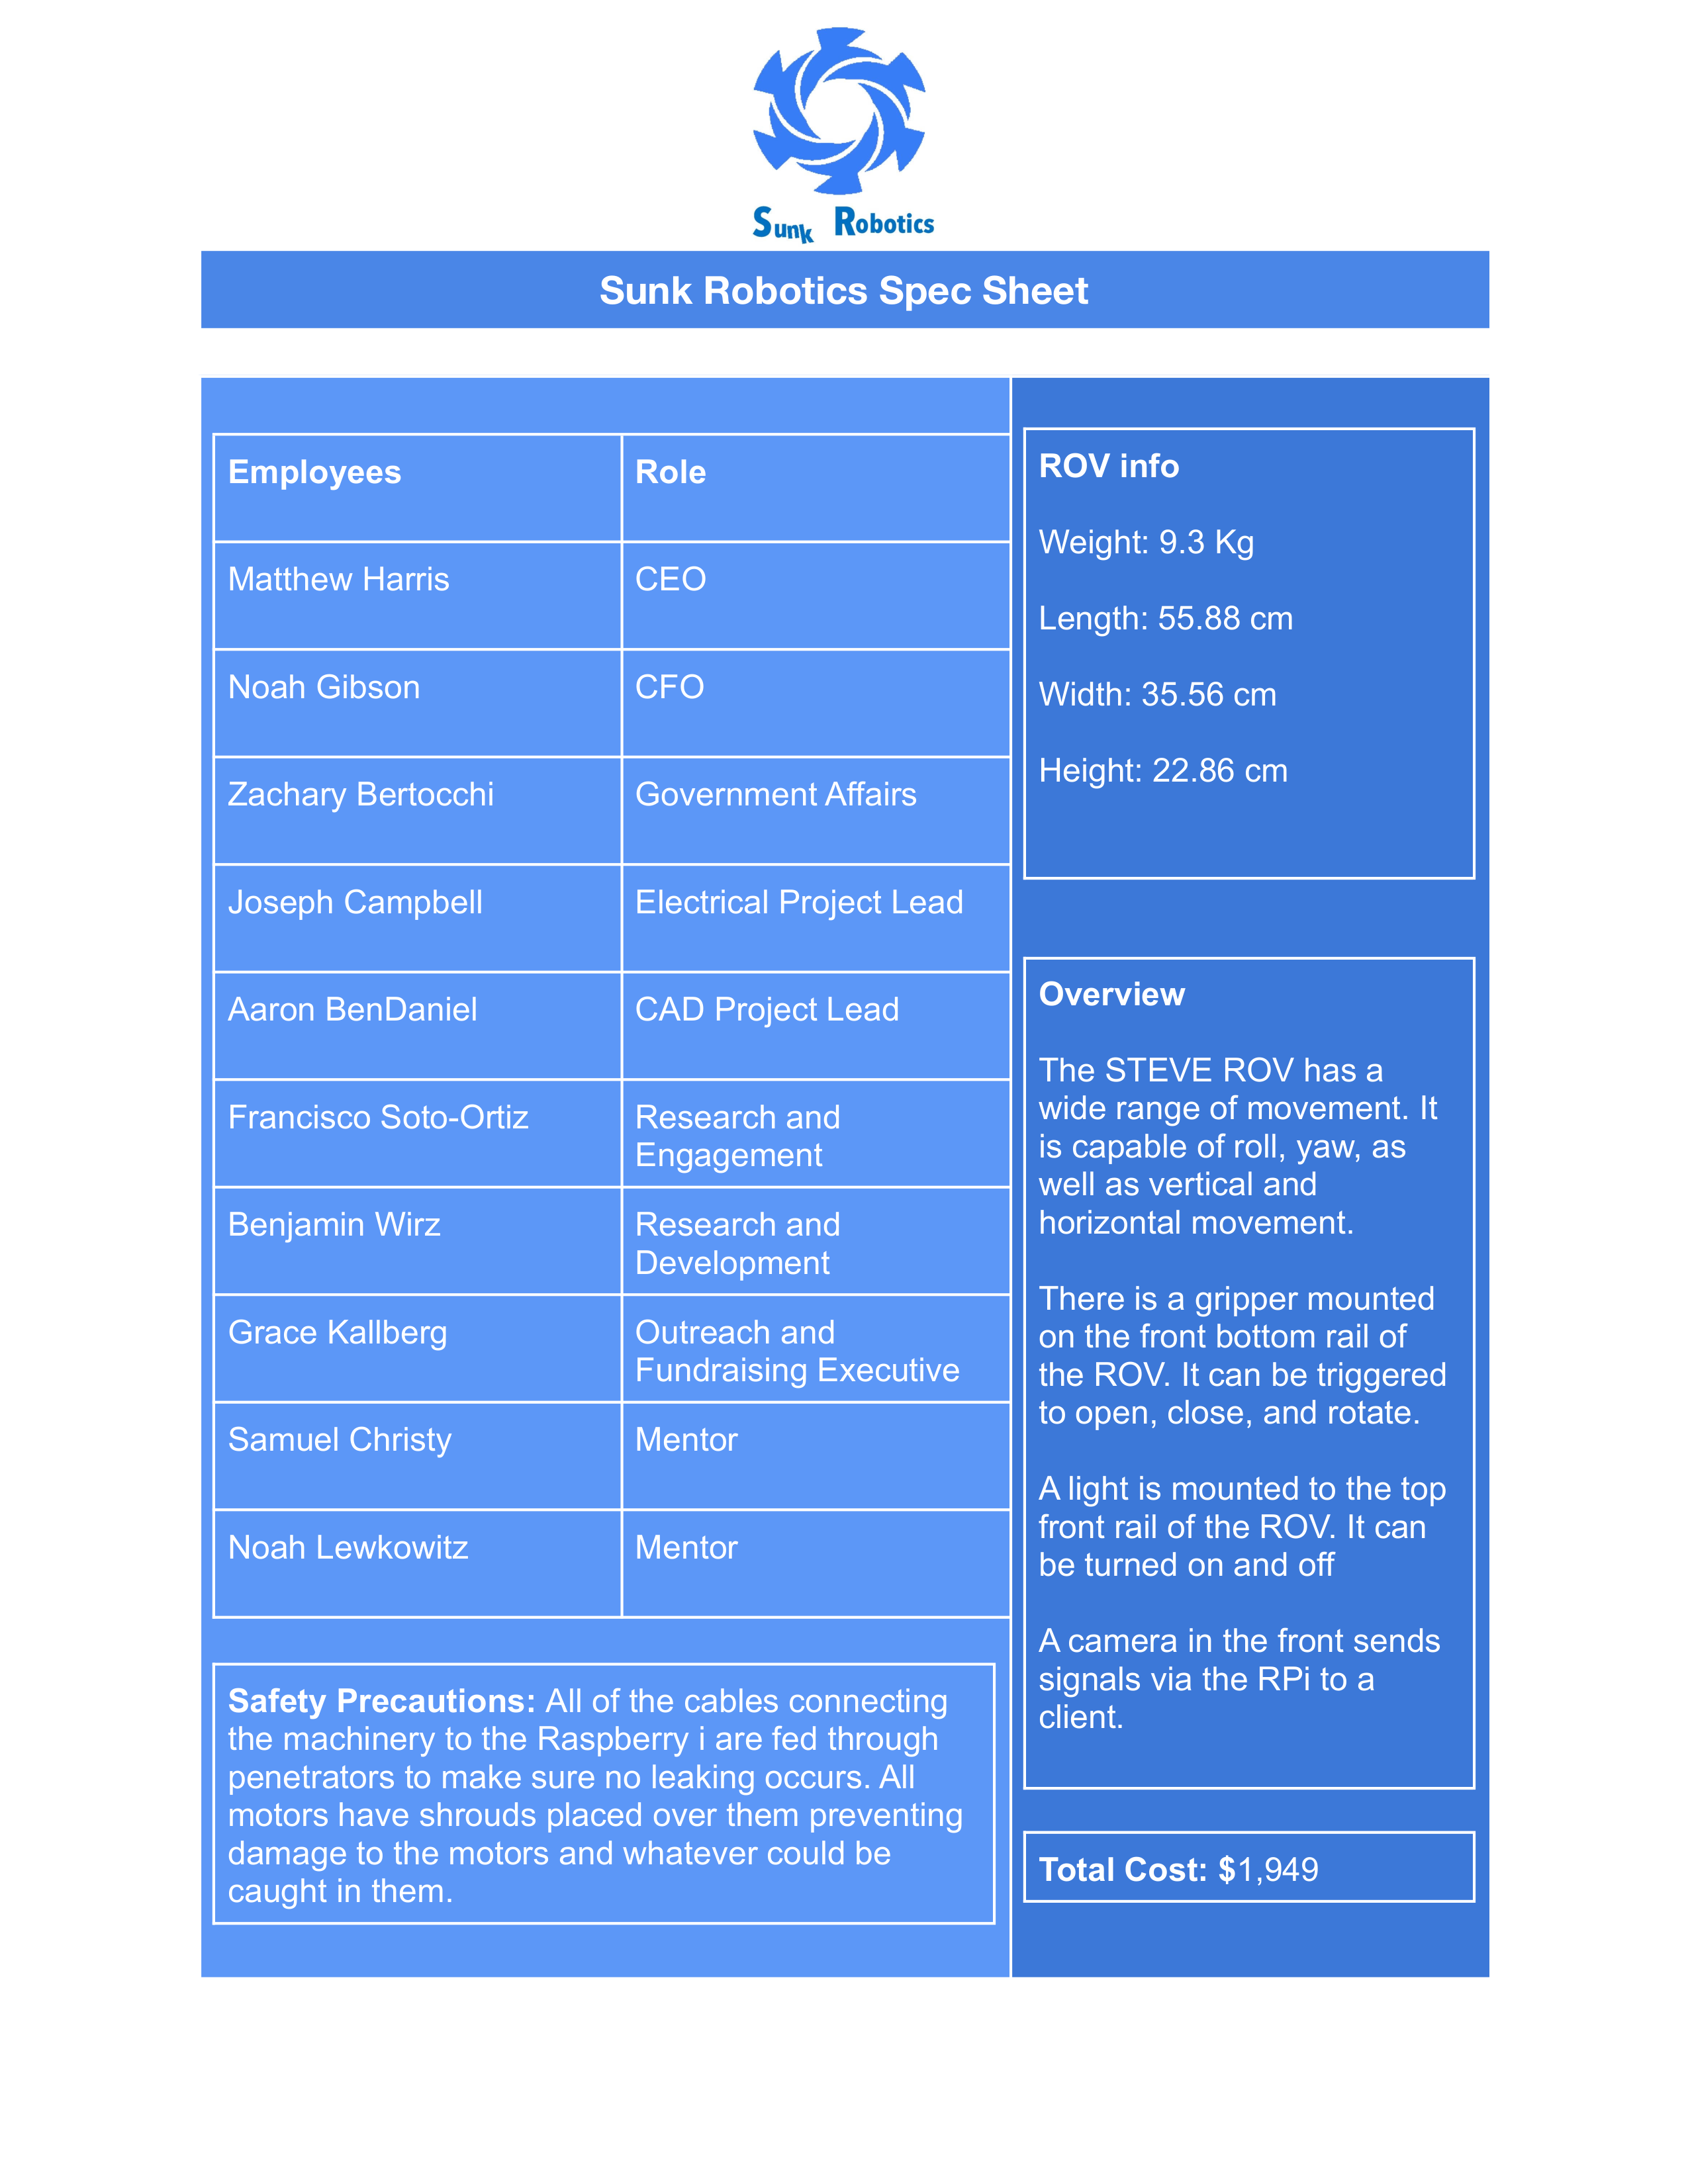 Sunk Robotics
Sunk Robotics Spec Sheet
Employees Role
Matthew Harris CEO
Noah Gibson CFO
Zachary Bertocchi Government Affairs
Joseph Campbell Electrical Project Lead
Aaron BenDaniel CAD Project Lead
Francisco Soto-Ortiz Research and
Engagement
Benjamin Wirz Research and
Development
Grace Kallberg Outreach and
Fundraising Executive
Samuel Christy Mentor
Noah Lewkowitz Mentor
Safety Precautions: All of the cables connecting
the machinery to the Raspberry i are fed through
penetrators to make sure no leaking occurs. All
motors have shrouds placed over them preventing
damage to the motors and whatever could be
caught in them.
ROV info
Weight: 9.3 Kg
Length: 55.88 cm
Width: 35.56 cm
Height: 22.86 cm
Overview
The STEVE ROV has a
wide range of movement. It
is capable of roll, yaw, as
well as vertical and
horizontal movement.
There is a gripper mounted
on the front bottom rail of
the ROV. It can be triggered
to open, close, and rotate.
A light is mounted to the top
front rail of the ROV. It can
be turned on and off
A camera in the front sends
signals via the RPi to a
client.
Total Cost: $1,949